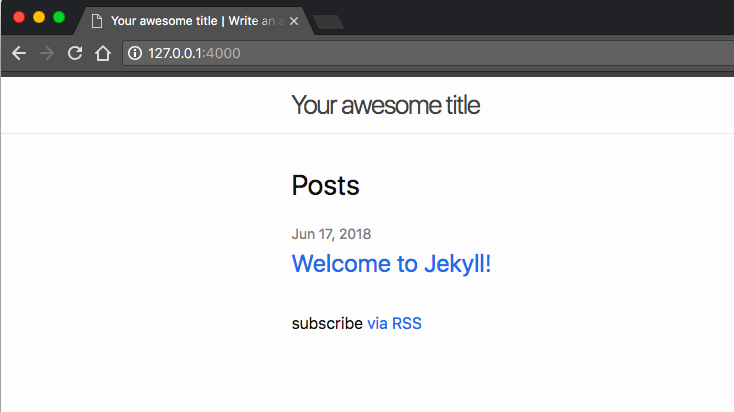 Your awesome title | Write an a
127.0.0.1:4000
Your awesome title
Posts
Jun 17, 2018
Welcome to Jekyll!
subscribe via RSS